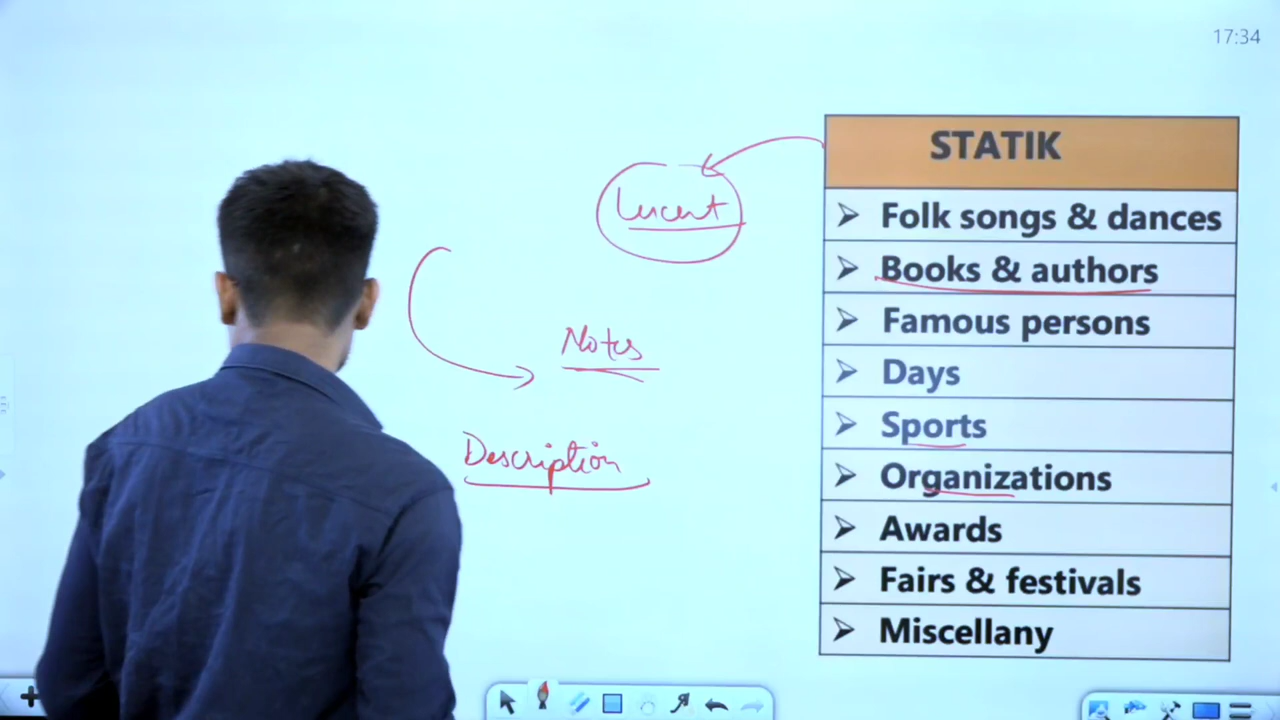 17:34
STATIK
Lucent
Folk songs & dances
Books & authors
Famous persons
Notes
Days
Sports
Description
Organizations
Awards
Fairs & festivals
Miscellany